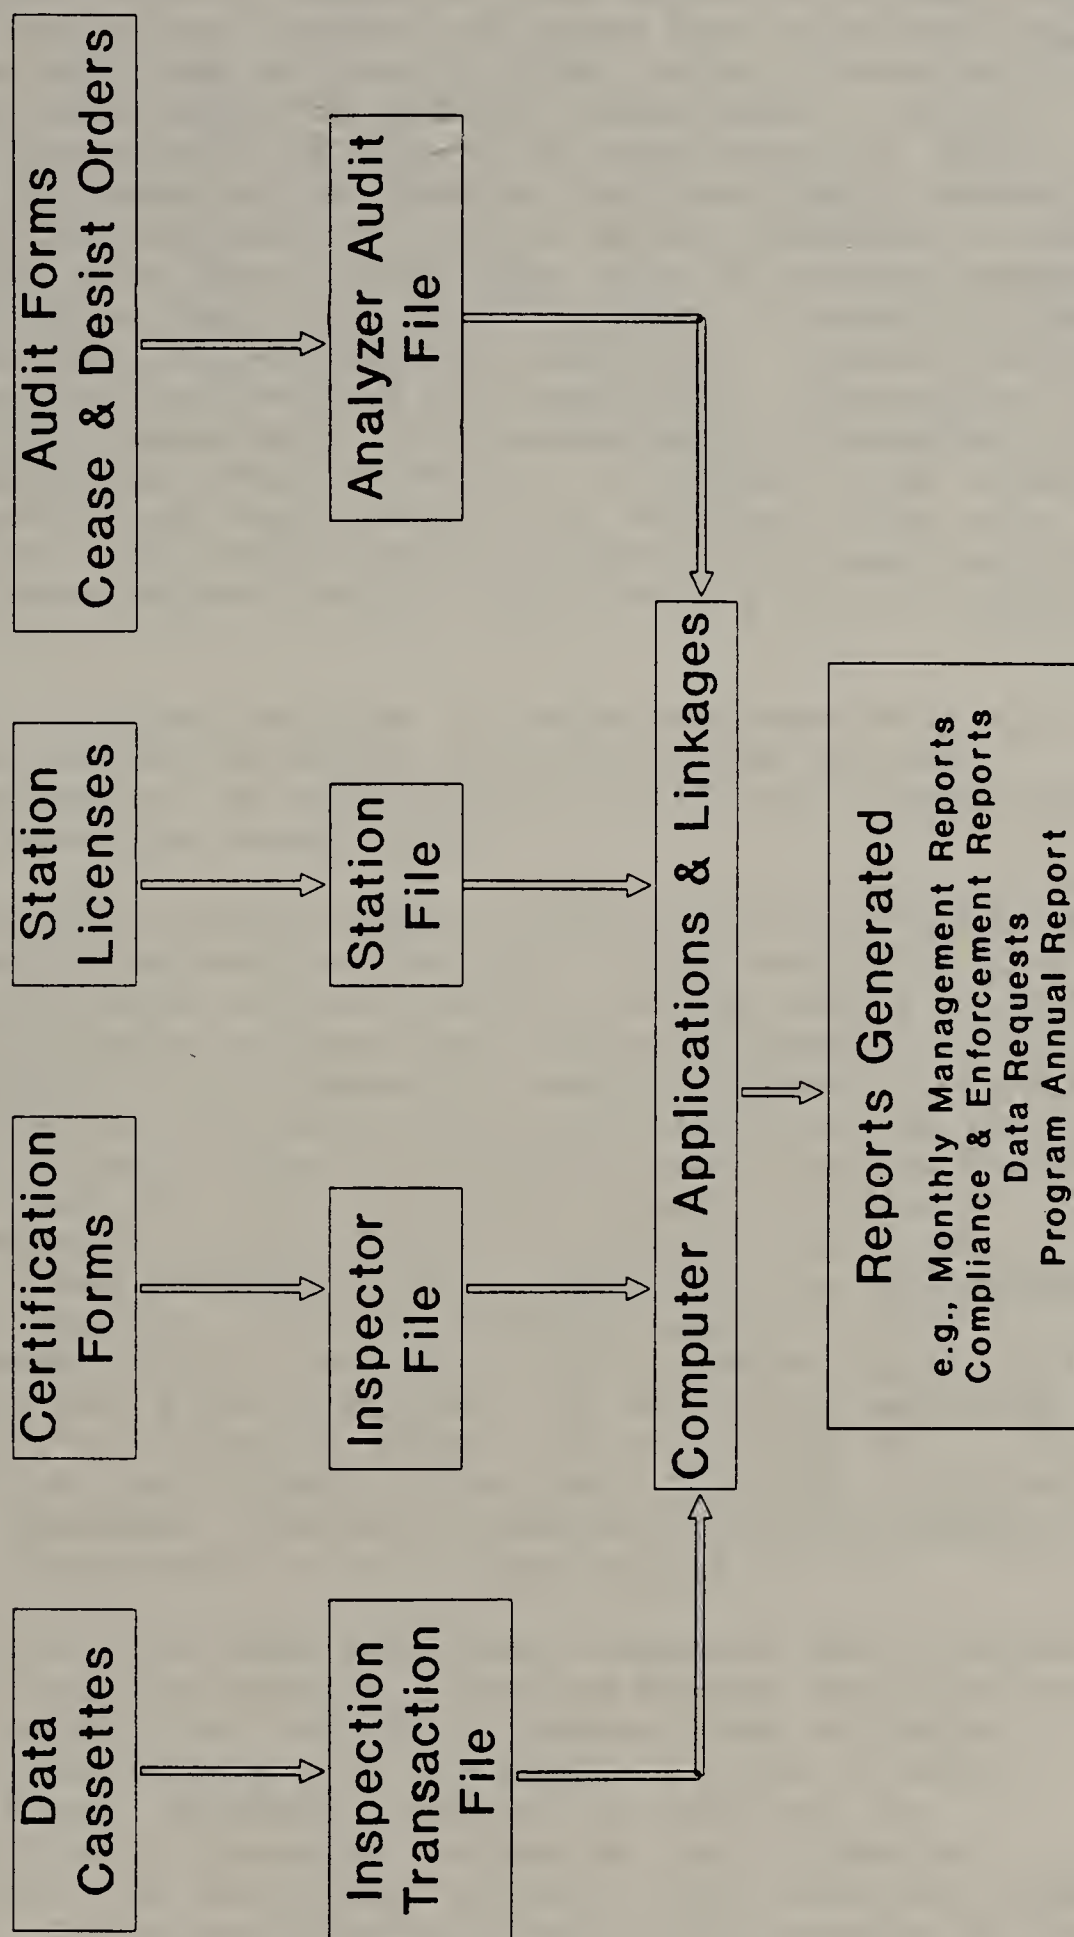 Data
Cassettes
Certification
Forms
Station
Licenses
Audit Forms
Cease & Desist Orders
Inspection
Transaction
File
Inspector
File
Station
File
Analyzer Audit
File
Computer Applications & Linkages
Reports Generated
e.g., Monthly Management Reports
Compliance & Enforcement Reports
Data Requests
Program Annual Report